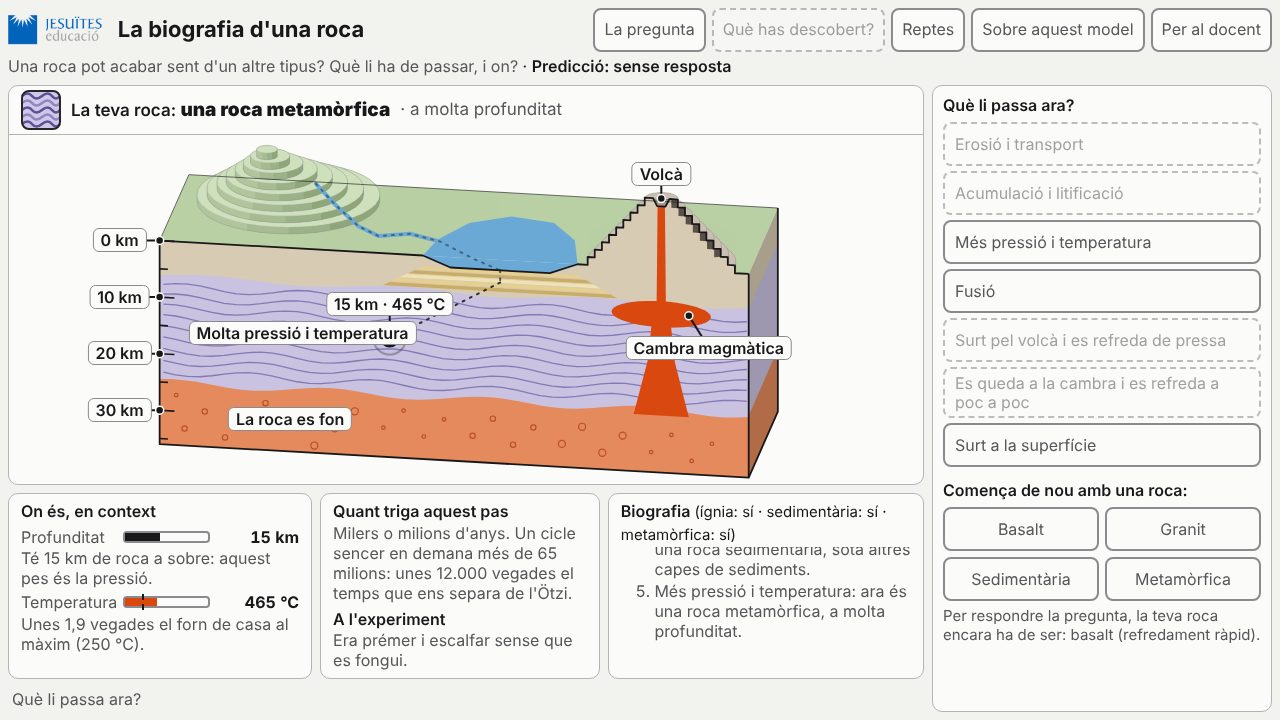 JESUÏTES
educació
La biografia d'una roca
La pregunta
Què has descobert?
Reptes
Sobre aquest model
Per al docent
Una roca pot acabar sent d'un altre tipus? Què li ha de passar, i on? · Predicció: sense resposta
La teva roca: una roca metamòrfica · a molta profunditat
Volcà
0 km
10 km
15 km · 465 °C
Molta pressió i temperatura
Cambra magmàtica
20 km
30 km
La roca es fon
Què li passa ara?
Erosió i transport
Acumulació i litificació
Més pressió i temperatura
Fusió
Surt pel volcà i es refreda de pressa
Es queda a la cambra i es refreda a
poc a poc
Surt a la superfície
Comença de nou amb una roca:
Basalt
Granit
Sedimentària
Metamòrfica
Per respondre la pregunta, la teva roca
encara ha de ser: basalt (refredament ràpid).
On és, en context
Profunditat 15 km
Té 15 km de roca a sobre: aquest
pes és la pressió.
Temperatura 465 °C
Unes 1,9 vegades el forn de casa al
màxim (250 °C).
Quant triga aquest pas
Milers o milions d'anys. Un cicle
sencer en demana més de 65
milions: unes 12.000 vegades el
temps que ens separa de l'Ötzi.
A l'experiment
Era prémer i escalfar sense que
es fongui.
Biografia (ígnia: sí · sedimentària: sí ·
metamòrfica: sí)
una roca sedimentària, sota altres
capes de sediments.
5. Més pressió i temperatura: ara és
una roca metamòrfica, a molta
profunditat.
Què li passa ara?